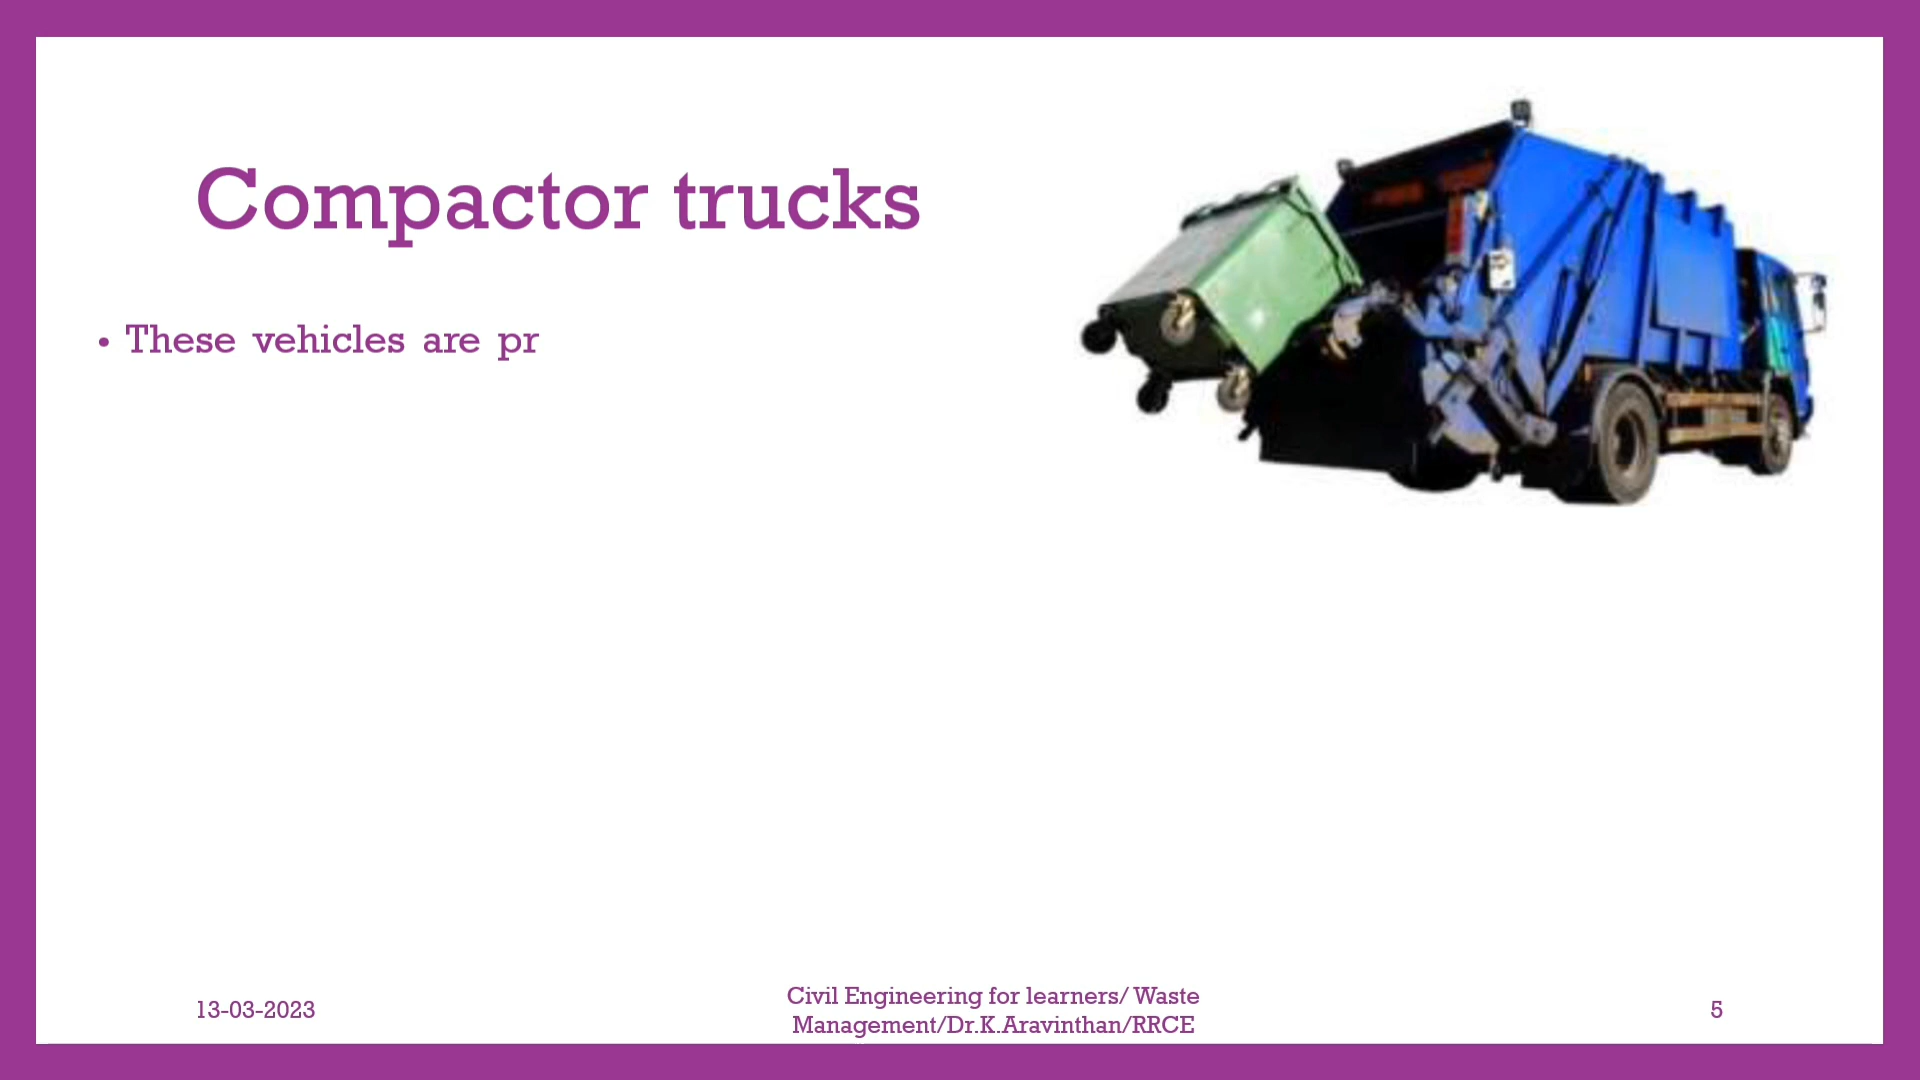 Compactor trucks
• These vehicles are pr
13-03-2023
Civil Engineering for learners/ Waste
Management/Dr.K.Aravinthan/RRCE
5